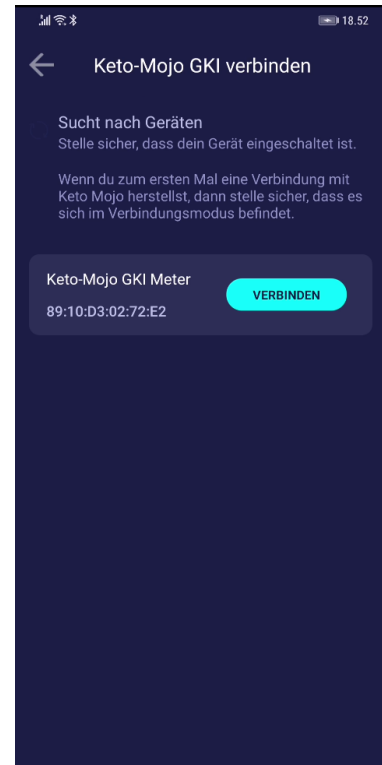 18.52
Keto-Mojo GKI verbinden
Sucht nach Geräten
Stelle sicher, dass dein Gerät eingeschaltet ist.
Wenn du zum ersten Mal eine Verbindung mit
Keto Mojo herstellst, dann stelle sicher, dass es
sich im Verbindungsmodus befindet.
Keto-Mojo GKI Meter
VERBINDEN
89:10:D3:02:72:E2